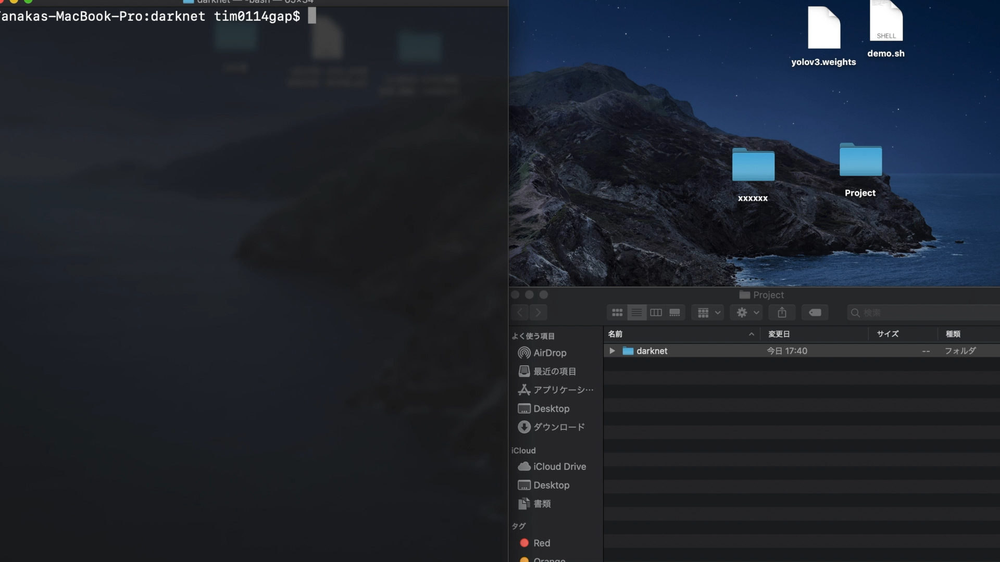 darknet — -bash — 65×34
anakas-MacBook-Pro:darknet tim0114gap$
SHELL
yolov3.weights
demo.sh
xxxxxx
Project
Project
検索
よく使う項目
AirDrop
最近の項目
アプリケーシ…
Desktop
ダウンロード
iCloud
iCloud Drive
Desktop
書類
タグ
Red
Orange
名前
変更日
サイズ
種類
darknet
今日 17:40
--
フォルダ